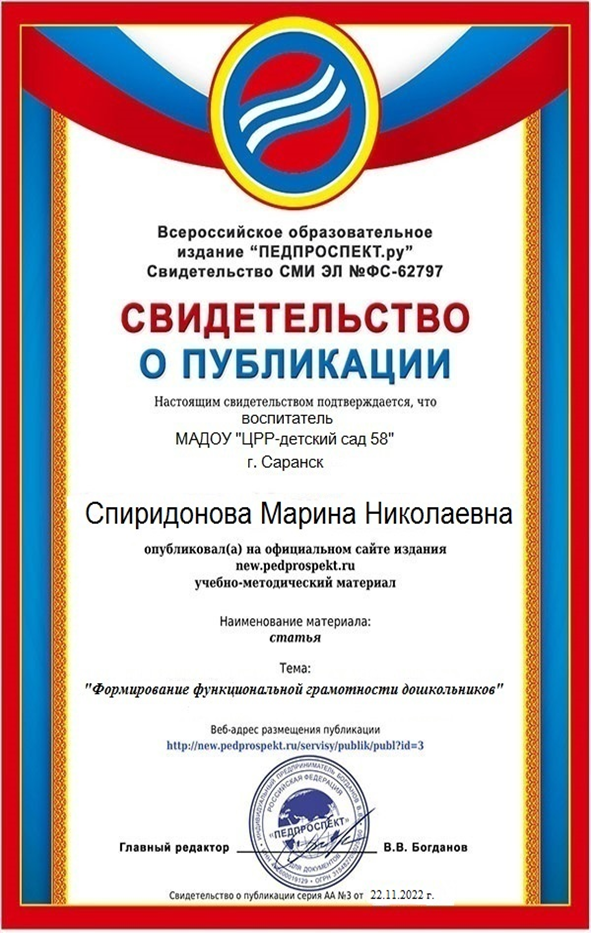 Всероссийское образовательное
издание “ПЕДПРОСПЕКТ.ру”
Свидетельство СМИ ЭЛ №ФС-62797
СВИДЕТЕЛЬСТВО
О ПУБЛИКАЦИИ
Настоящим свидетельством подтверждается, что
воспитатель
МАДОУ "ЦРР-детский сад 58"
г. Саранск
Спиридонова Марина Николаевна
опубликовал(а) на официальном сайте издания
new.pedprospekt.ru
учебно-методический материал
Наименование материала:
статья
Тема:
"Формирование функциональной грамотности дошкольников"
Веб-адрес размещения публикации
http://new.pedprospekt.ru/servisy/publik/publ?id=3
ИНДИВИДУАЛЬНЫЙ ПРЕДПРИНИМАТЕЛЬ БОГДАНОВ
РОССИЙСКАЯ ФЕДЕРАЦИЯ
«ПЕДПРОСПЕКТ»
ДЛЯ ДОКУМЕНТОВ
Главный редактор В.В. Богданов
Свидетельство о публикации серия АА №3 от 22.11.2022 г.